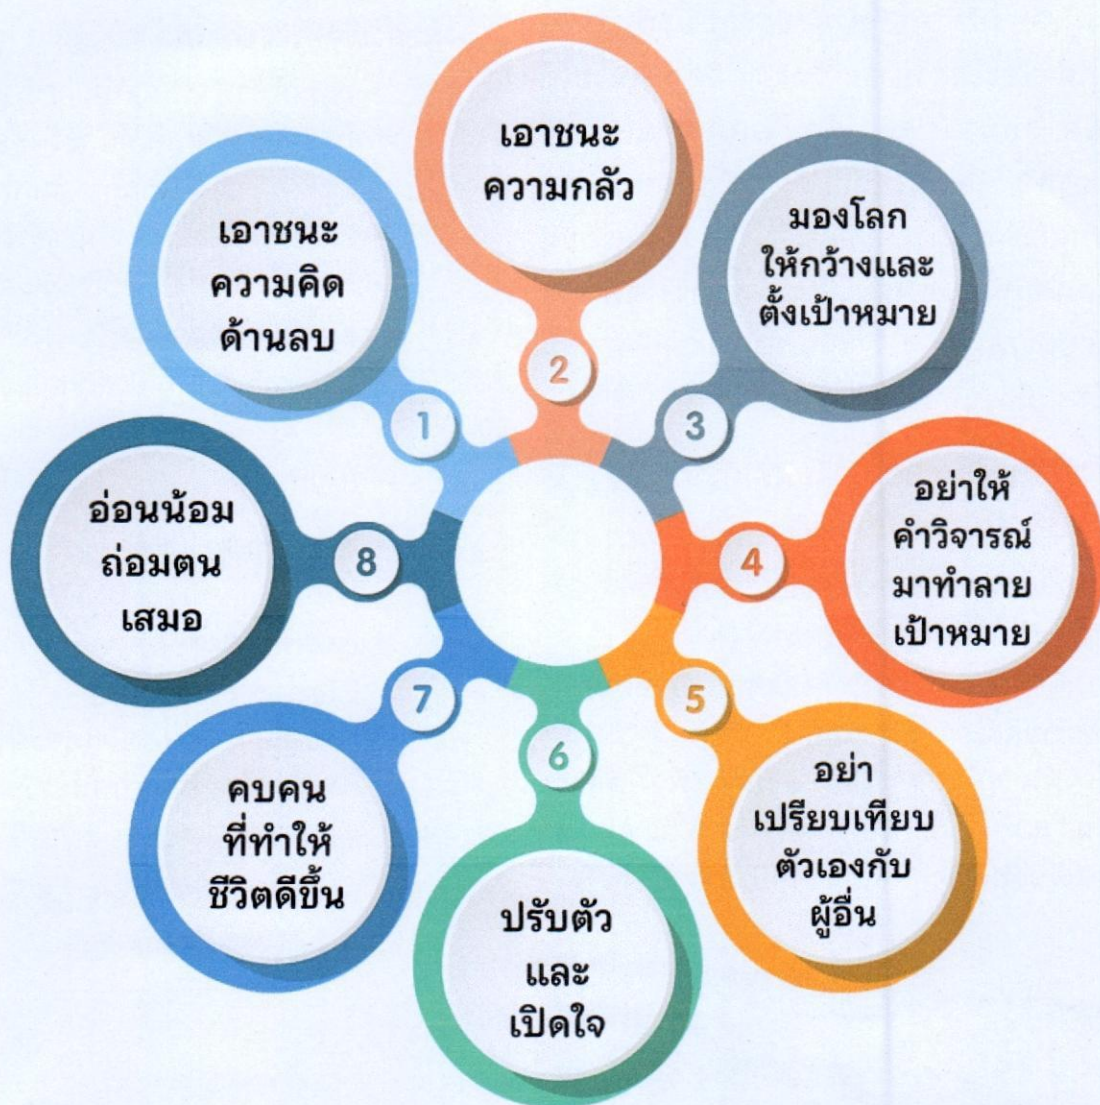 1
เอาชนะ
ความคิด
ด้านลบ
2
เอาชนะ
ความกลัว
3
มองโลก
ให้กว้างและ
ตั้งเป้าหมาย
4
อย่าให้
คำวิจารณ์
มาทำลาย
เป้าหมาย
5
อย่า
เปรียบเทียบ
ตัวเองกับ
ผู้อื่น
6
ปรับตัว
และ
เปิดใจ
7
คบคน
ที่ทำให้
ชีวิตดีขึ้น
8
อ่อนน้อม
ถ่อมตน
เสมอ